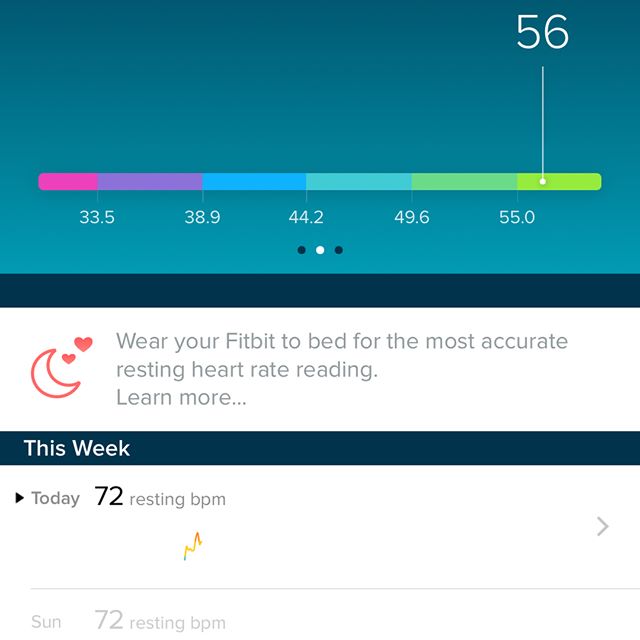 56
33.5 38.9 44.2 49.6 55.0
Wear your Fitbit to bed for the most accurate
resting heart rate reading.
Learn more...
This Week
Today 72 resting bpm
Sun 72 resting bpm